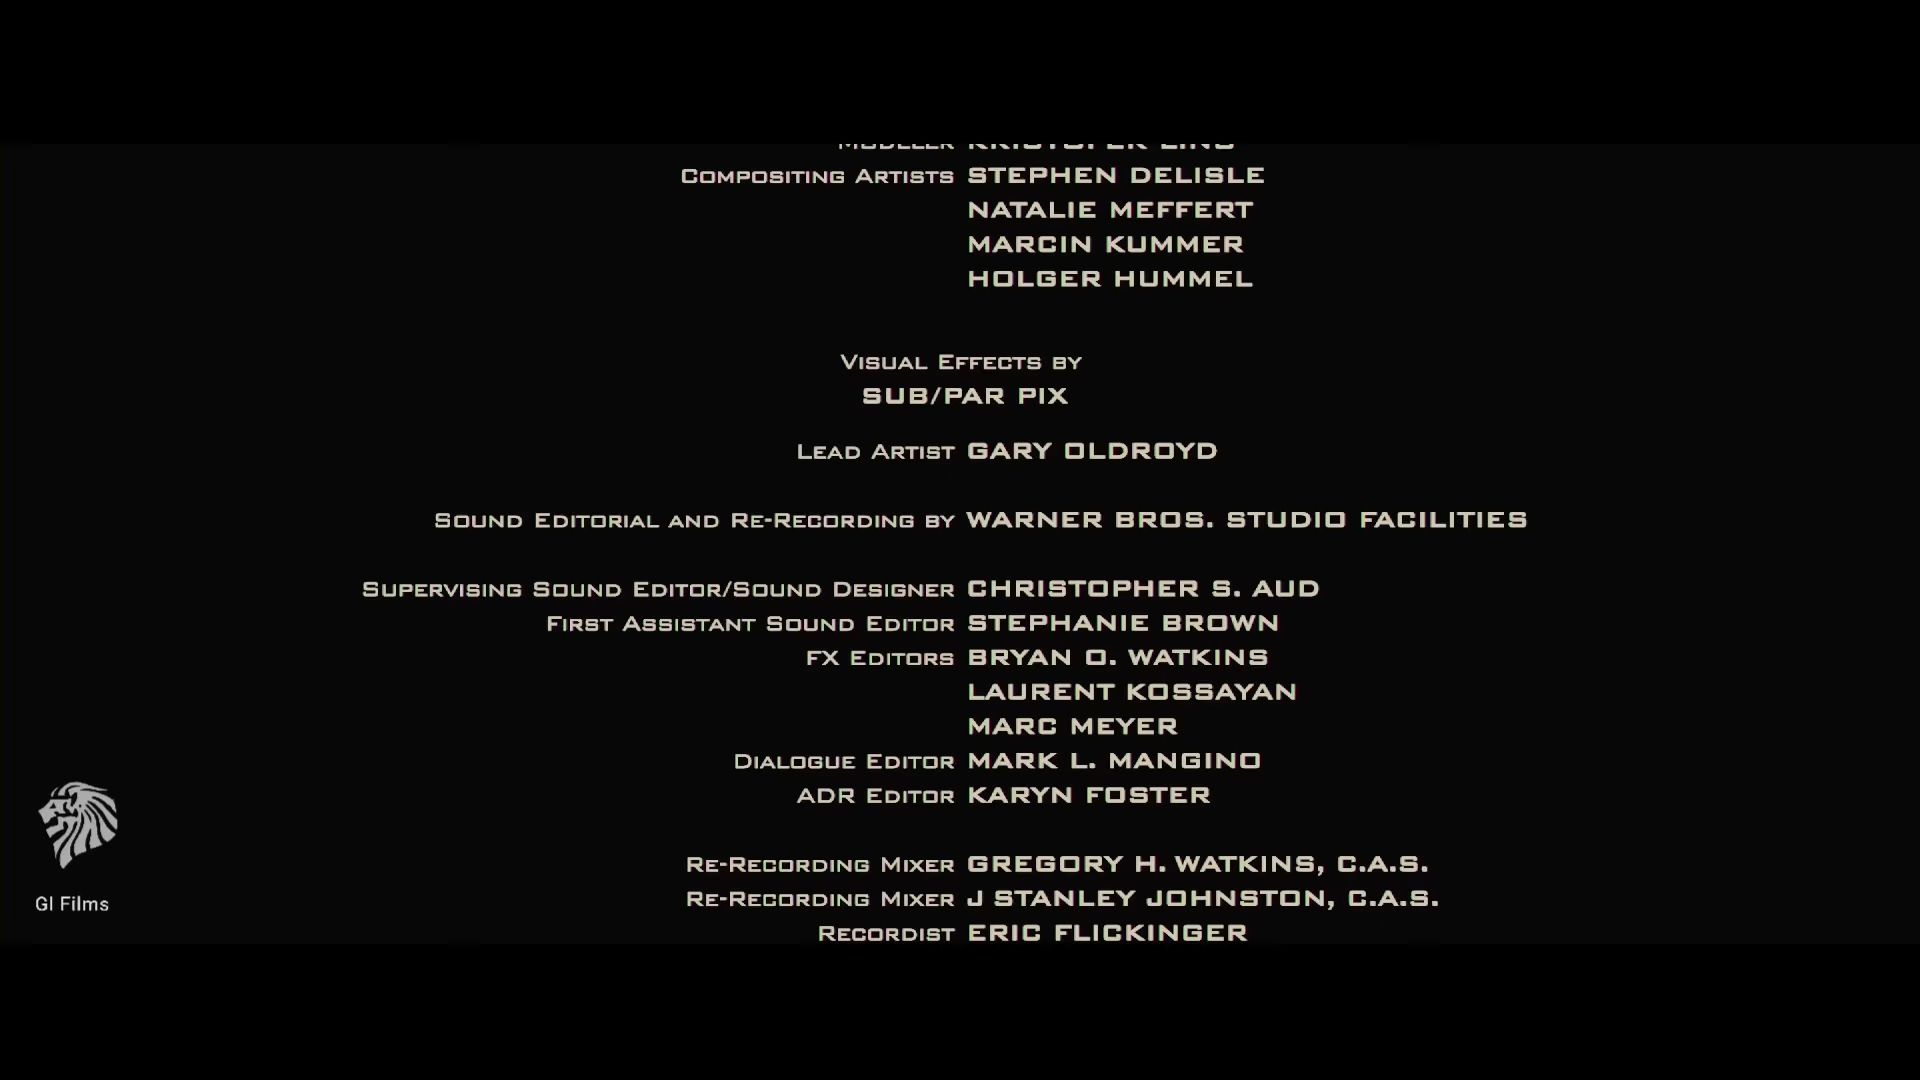 Compositing Artists STEPHEN DELISLE
NATALIE MEFFERT
MARCIN KUMMER
HOLGER HUMMEL
Visual Effects by
SUB/PAR PIX
Lead Artist GARY OLDROYD
Sound Editorial and Re-Recording by WARNER BROS. STUDIO FACILITIES
Supervising Sound Editor/Sound Designer CHRISTOPHER S. AUD
First Assistant Sound Editor STEPHANIE BROWN
FX Editors BRYAN O. WATKINS
LAURENT KOSSAYAN
MARC MEYER
Dialogue Editor MARK L. MANGINO
ADR Editor KARYN FOSTER
Re-Recording Mixer GREGORY H. WATKINS, C.A.S.
Re-Recording Mixer J STANLEY JOHNSTON, C.A.S.
Recordist ERIC FLICKINGER
GI Films